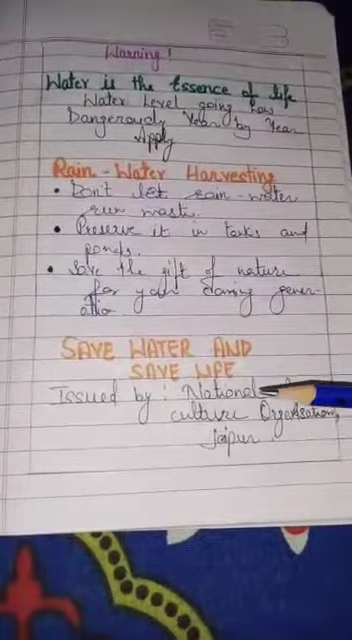 Warning!
Water is the Essence of life
Water Level going Low
Dangerously Year by Year
Apply
Rain-Water Harvesting
• Don't let rain-water
run waste.
• Preserve it in tanks and
ponds.
• Save the gift of nature
for your coming gener-
ation
SAVE WATER AND
SAVE LIFE
Issued by: National
culture Organisation,
Jaipur